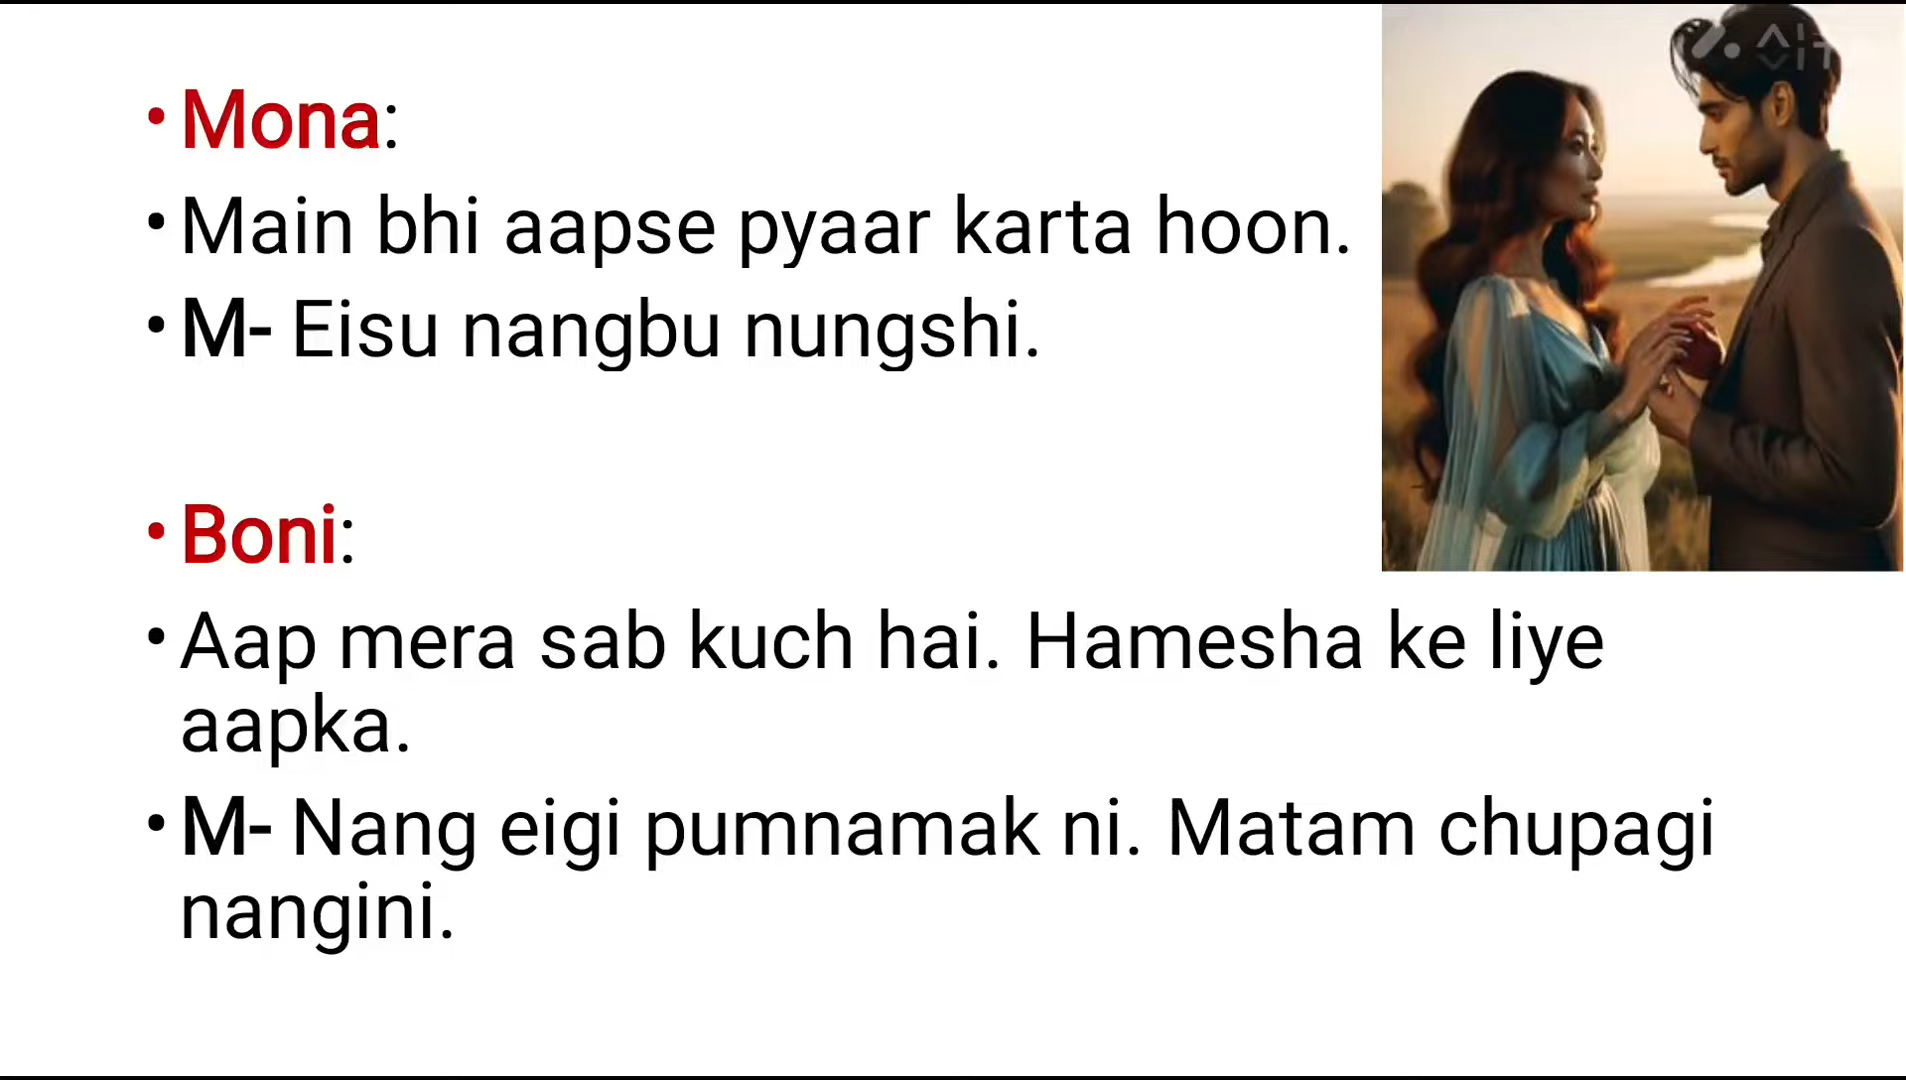 • Mona:
• Main bhi aapse pyaar karta hoon.
• M- Eisu nangbu nungshi.
• Boni:
• Aap mera sab kuch hai. Hamesha ke liye
aapka.
• M- Nang eigi pumnamak ni. Matam chupagi
nangini.